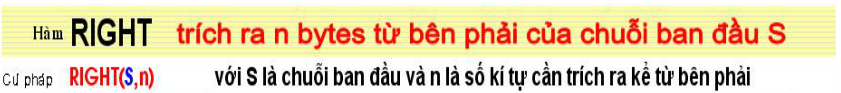 Hàm RIGHT trích ra n bytes từ bên phải của chuỗi ban đầu S
Cú pháp RIGHT(S,n) với S là chuỗi ban đầu và n là số kí tự cần trích ra kể từ bên phải